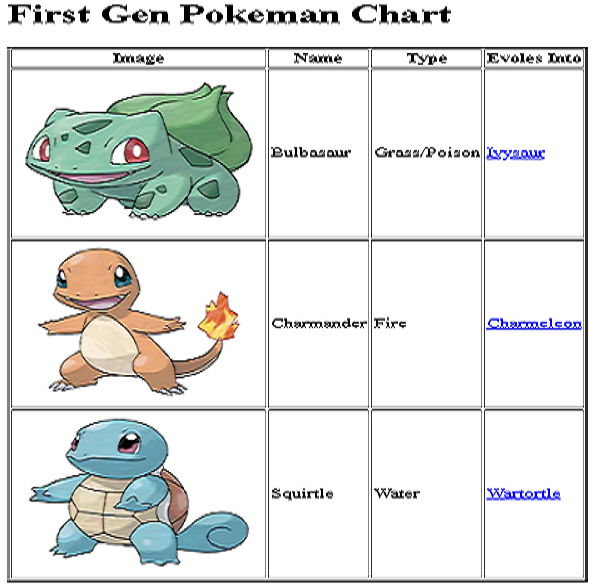 First Gen Pokeman Chart
Image Name Type Evoles Into
Bulbasaur Grass/Poison Ivysaur
Charmander Fire Charmeleon
Squirtle Water Wartortle